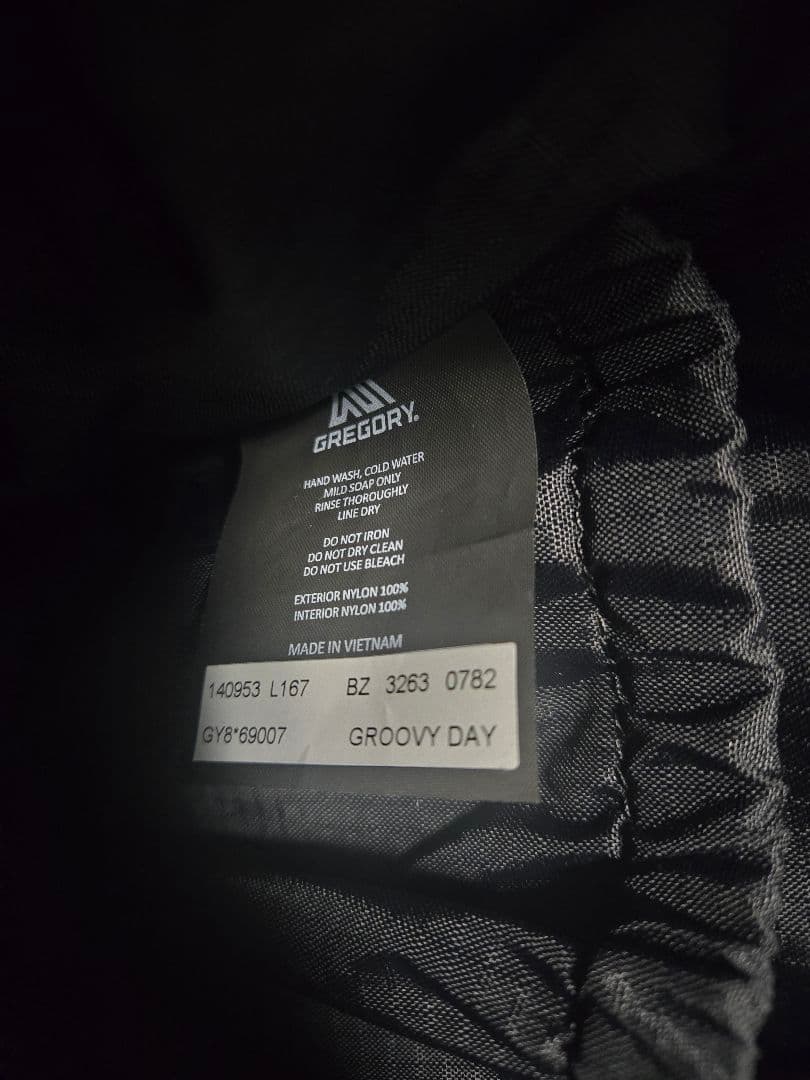 GREGORY®
HAND WASH, COLD WATER
MILD SOAP ONLY
RINSE THOROUGHLY
LINE DRY
DO NOT IRON
DO NOT DRY CLEAN
DO NOT USE BLEACH
EXTERIOR NYLON 100%
INTERIOR NYLON 100%
MADE IN VIETNAM
140953 L167 BZ 3263 0782
GY8*69007 GROOVY DAY